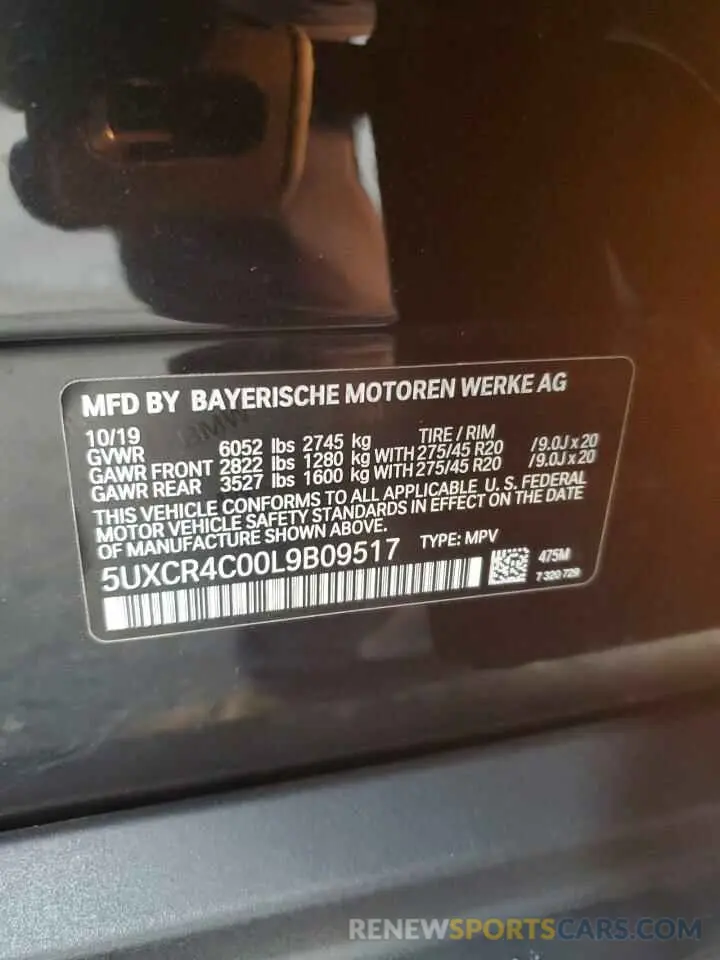 MFD BY BAYERISCHE MOTOREN WERKE AG
10/19 TIRE / RIM
GVWR 6052 lbs 2745 kg
GAWR FRONT 2822 lbs 1280 kg WITH 275/45 R20 /9.0J x 20
GAWR REAR 3527 lbs 1600 kg WITH 275/45 R20 /9.0J x 20
THIS VEHICLE CONFORMS TO ALL APPLICABLE U. S. FEDERAL
MOTOR VEHICLE SAFETY STANDARDS IN EFFECT ON THE DATE
OF MANUFACTURE SHOWN ABOVE.
5UXCR4C00L9B09517 TYPE: MPV
475M
7 320 729
RENEWSPORTSCARS.COM